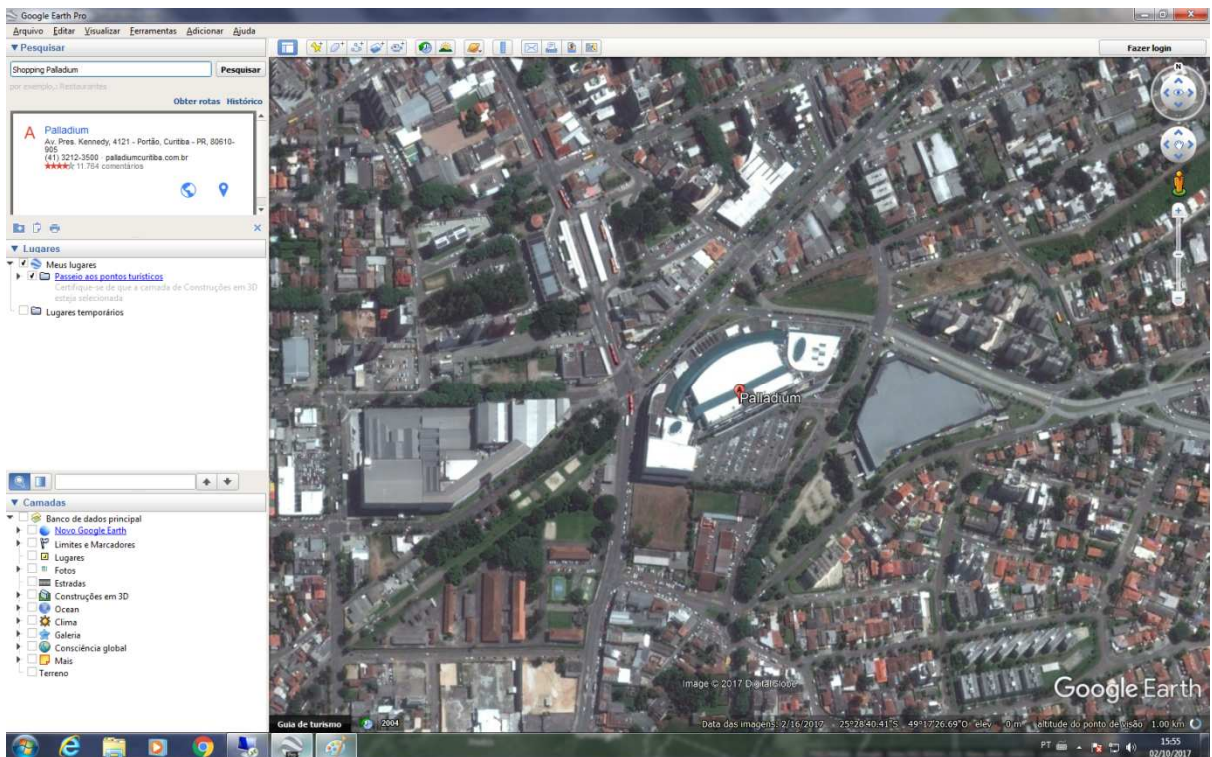 Google Earth Pro
Arquivo Editar Visualizar Ferramentas Adicionar Ajuda
Pesquisar
Shopping Palladum
Pesquisar
por exemplo,: Restaurantes
Obter rotas Histórico
A Palladium
Av. Pres. Kennedy, 4121 - Portão, Curitiba - PR, 80610-
905
(41) 3212-3500 · palladiumcuritiba.com.br
11.764 comentários
Lugares
Meus lugares
Passeio aos pontos turísticos
Certifique-se de que a camada de Construções em 3D
esteja selecionada
Lugares temporários
Camadas
Banco de dados principal
Novo Google Earth
Limites e Marcadores
Lugares
Fotos
Estradas
Construções em 3D
Ocean
Clima
Galeria
Consciência global
Mais
Terreno
Fazer login
N
A
Palladium
Image © 2017 DigitalGlobe
Google Earth
Guia de turismo
2004
Data das imagens: 2/16/2017 25°28'40.41"S 49°17'26.69"O elev 0 m altitude do ponto de visão 1.00 km
PT
15:55
02/10/2017